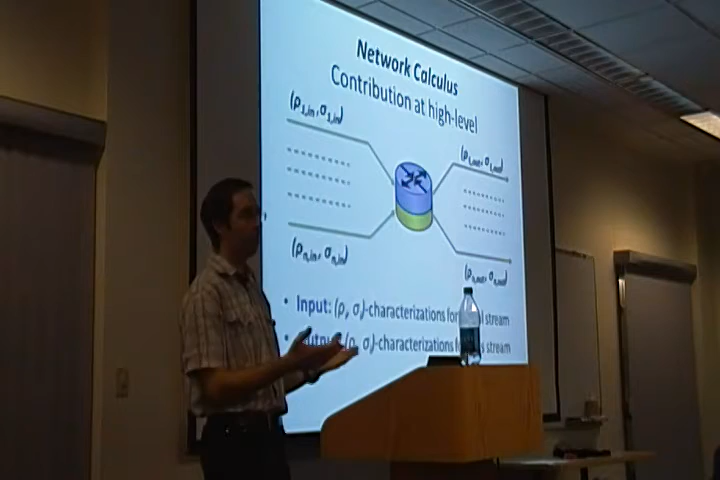 Network Calculus
Contribution at high-level
(ρ1,in, σ1,in)
(ρ1,out, σ1,out)
(ρn,in, σn,in)
(ρn,out, σn,out)
• Input: (ρ, σ)-characterizations for stream
• (ρ, σ)-characterizations stream